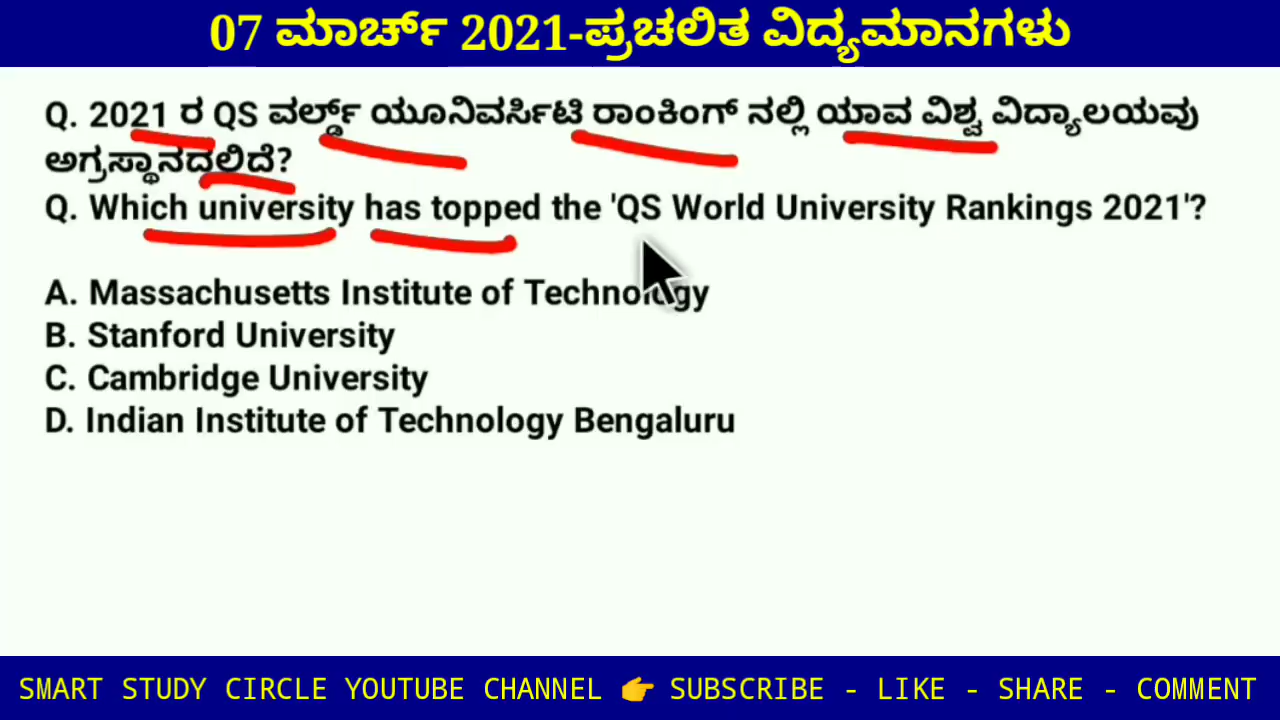 07 ಮಾರ್ಚ್ 2021-ಪ್ರಚಲಿತ ವಿದ್ಯಮಾನಗಳು
Q. 2021 ರ QS ವರ್ಲ್ಡ್ ಯೂನಿವರ್ಸಿಟಿ ರಾಂಕಿಂಗ್ ನಲ್ಲಿ ಯಾವ ವಿಶ್ವ ವಿದ್ಯಾಲಯವು
ಅಗ್ರಸ್ಥಾನದಲಿದೆ?
Q. Which university has topped the 'QS World University Rankings 2021'?
A. Massachusetts Institute of Technology
B. Stanford University
C. Cambridge University
D. Indian Institute of Technology Bengaluru
SMART STUDY CIRCLE YOUTUBE CHANNEL 👉 SUBSCRIBE - LIKE - SHARE - COMMENT